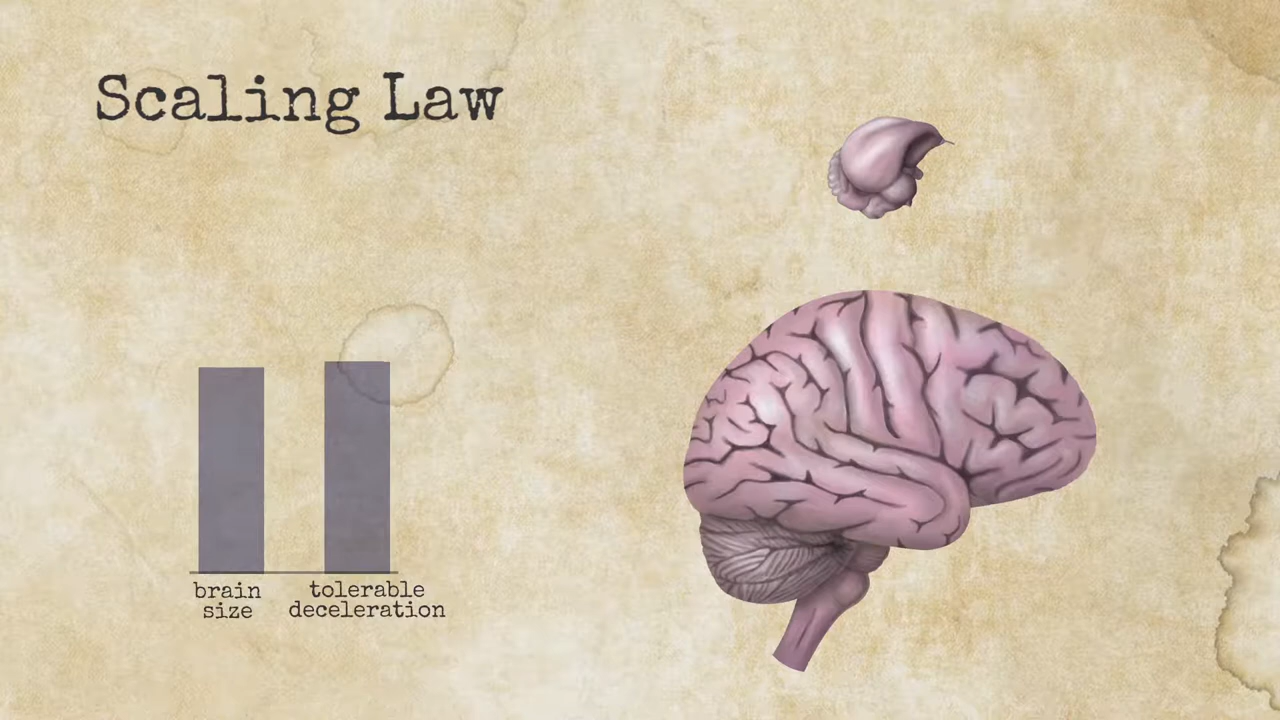 Scaling Law
brain
size
tolerable
deceleration